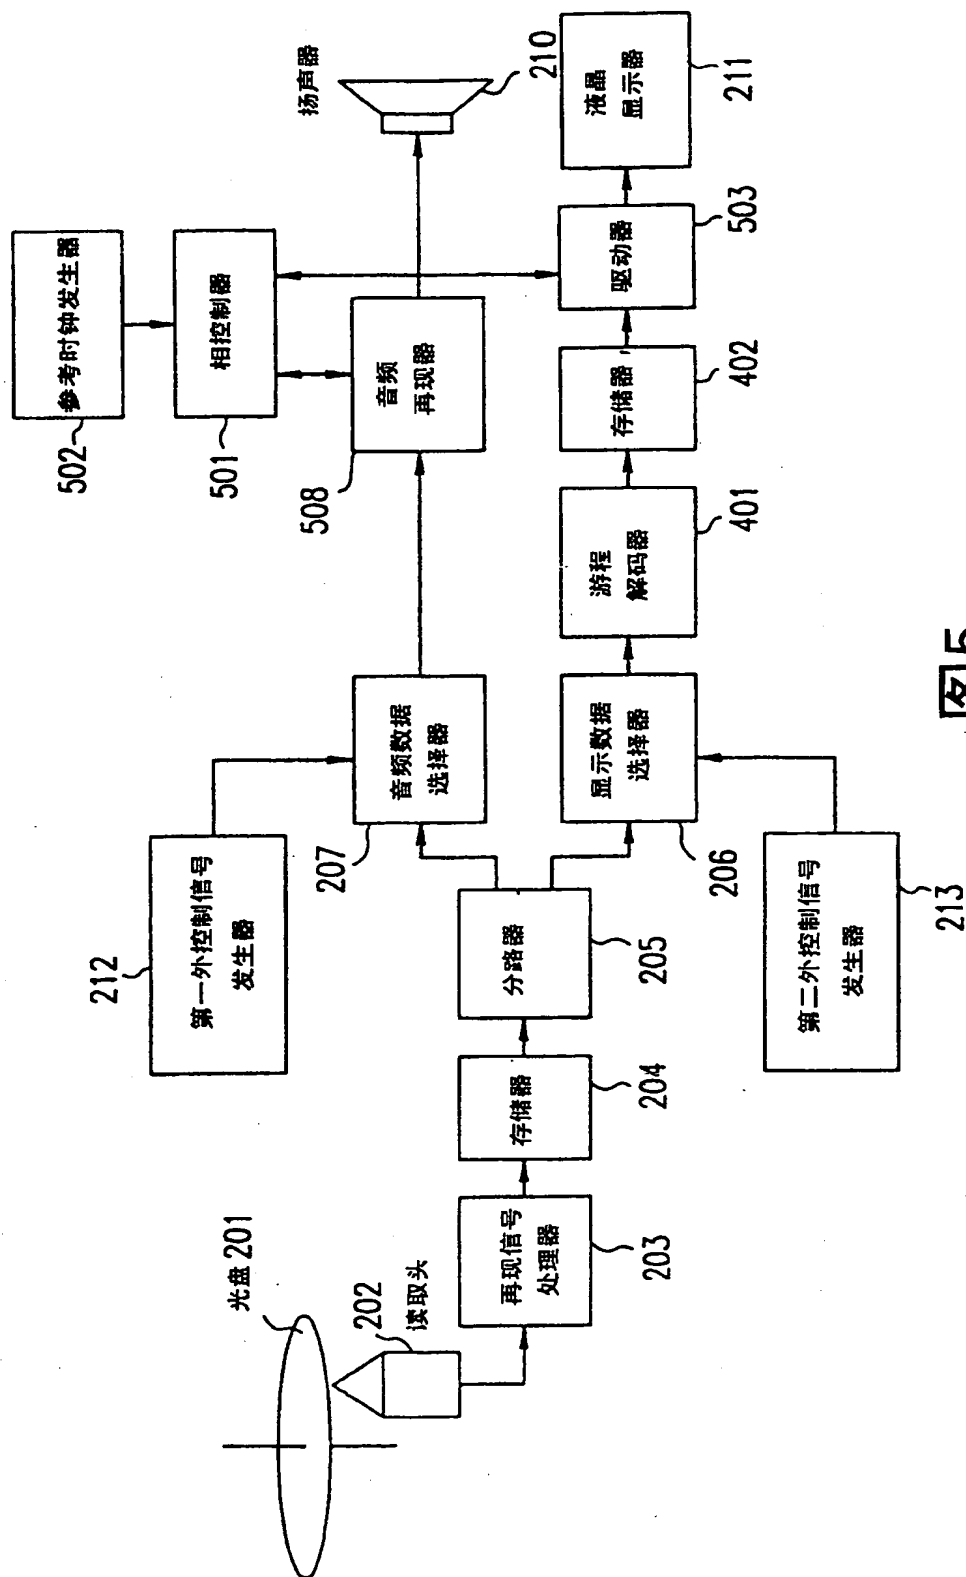 502
参考时钟发生器
501
相控制器
扬声器
210
508
音频
再现器
液晶
显示器
211
驱动器
503
存储器
402
游程
解码器
401
212
第一外控制信号
发生器
207
音频数据
选择器
显示数据
选择器
206
第二外控制信号
发生器
213
分路器
205
存储器
204
再现信号
处理器
203
光盘 201
202
读取头
图5